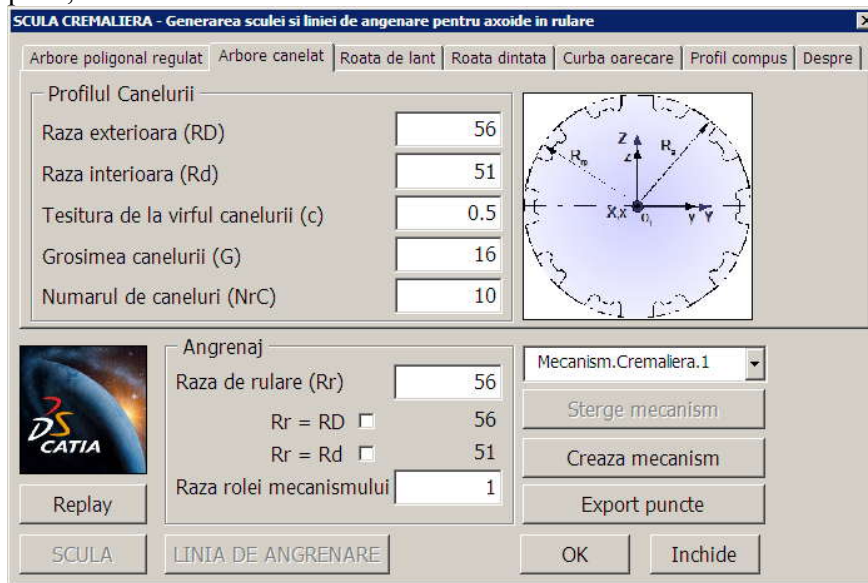 SCULA CREMALIERA - Generarea sculei si liniei de angenare pentru axoide in rulare
Arbore poligonal regulat Arbore canelat Roata de lant Roata dintata Curba oarecare Profil compus Despre
Profilul Canelurii
Raza exterioara (RD) 56
Raza interioara (Rd) 51
Tesitura de la virful canelurii (c) 0.5
Grosimea canelurii (G) 16
Numarul de caneluri (NrC) 10
Z
z
Rm
Ra
X,x
O1
y Y
Angrenaj
Raza de rulare (Rr) 56
Rr = RD 56
Rr = Rd 51
Raza rolei mecanismului 1
Mecanism.Cremaliera.1
Sterge mecanism
Creaza mecanism
Export puncte
DS
CATIA
Replay
SCULA
LINIA DE ANGRENARE
OK
Inchide